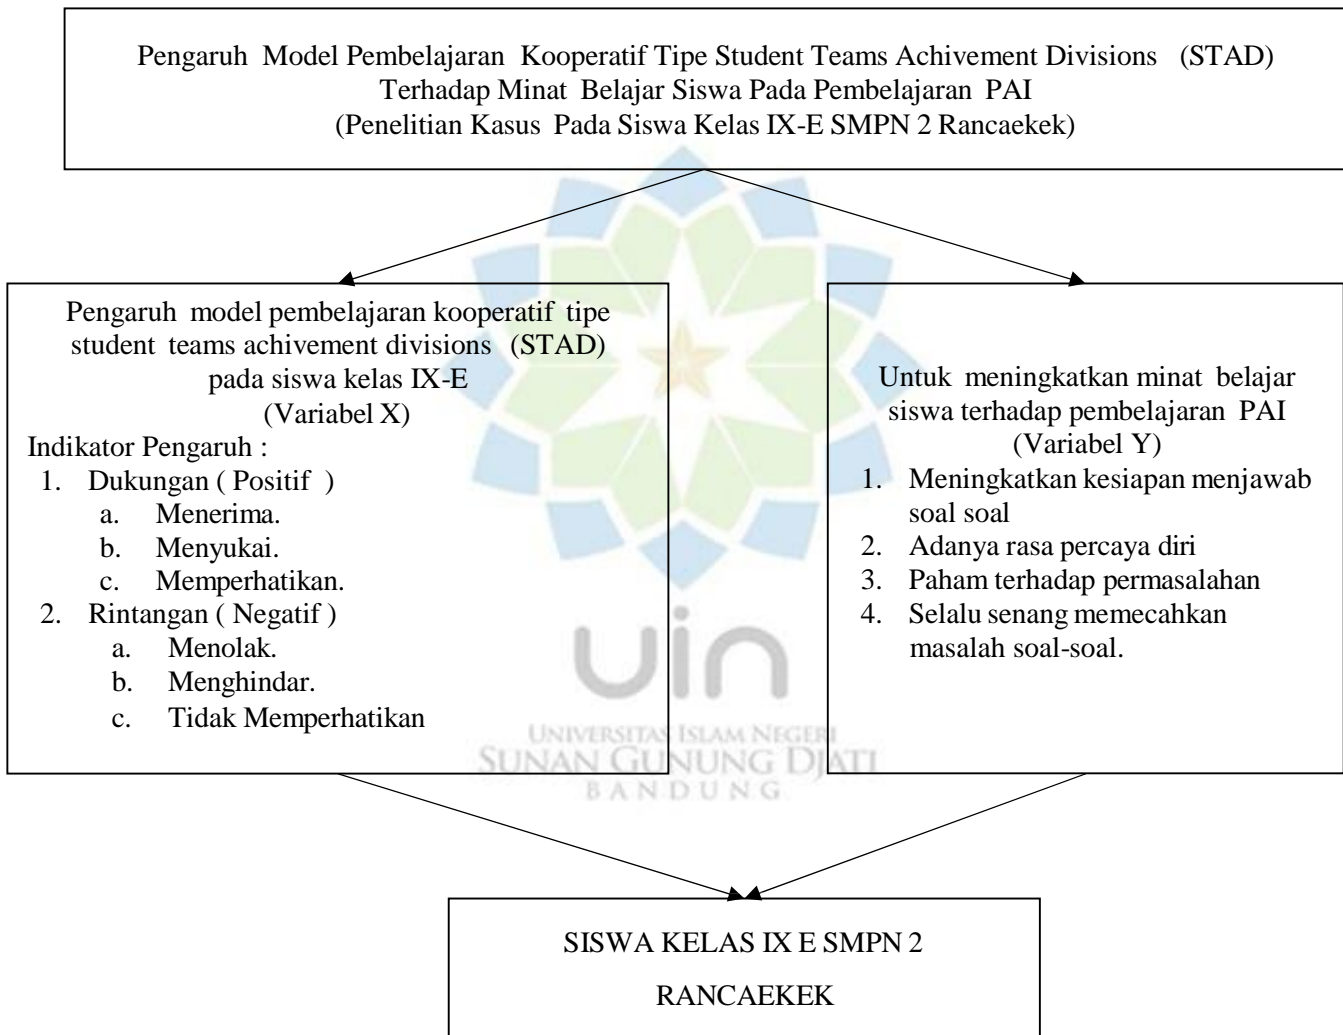 Pengaruh Model Pembelajaran Kooperatif Tipe Student Teams Achivement Divisions (STAD)
Terhadap Minat Belajar Siswa Pada Pembelajaran PAI
(Penelitian Kasus Pada Siswa Kelas IX-E SMPN 2 Rancaekek)
Pengaruh model pembelajaran kooperatif tipe
student teams achivement divisions (STAD)
pada siswa kelas IX-E
(Variabel X)
Indikator Pengaruh :
1. Dukungan ( Positif )
a. Menerima.
b. Menyukai.
c. Memperhatikan.
2. Rintangan ( Negatif )
a. Menolak.
b. Menghindar.
c. Tidak Memperhatikan
Untuk meningkatkan minat belajar
siswa terhadap pembelajaran PAI
(Variabel Y)
1. Meningkatkan kesiapan menjawab
soal soal
2. Adanya rasa percaya diri
3. Paham terhadap permasalahan
4. Selalu senang memecahkan
masalah soal-soal.
uin
UNIVERSITAS ISLAM NEGERI
SUNAN GUNUNG DJATI
BANDUNG
SISWA KELAS IX E SMPN 2
RANCAEKEK